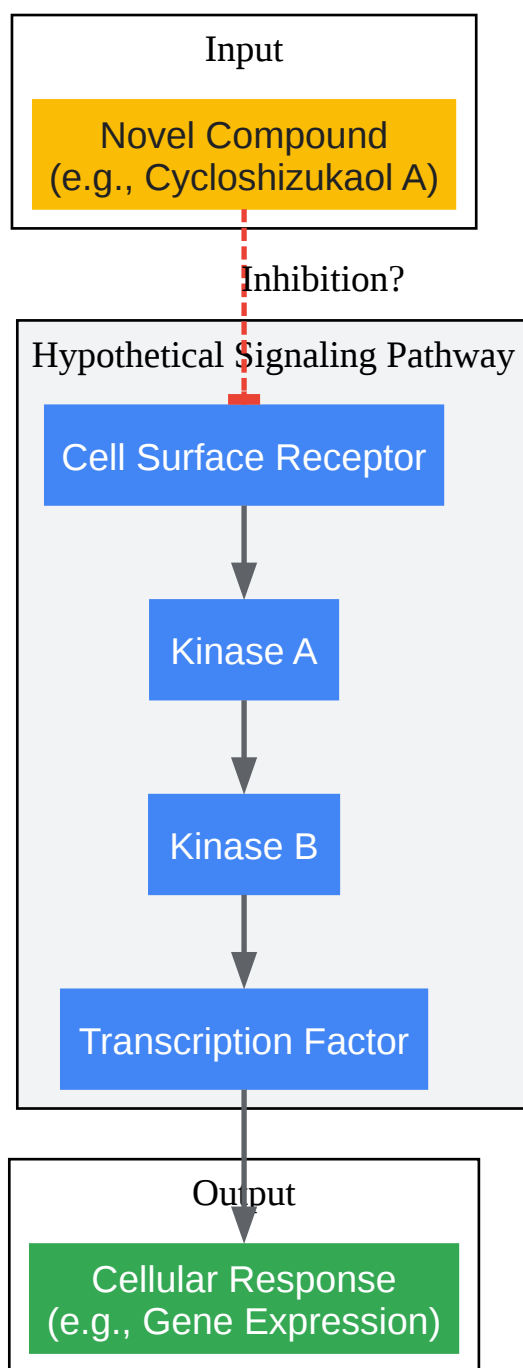 Input
Novel Compound
(e.g., Cycloshizukaol A)
Inhibition?
Hypothetical Signaling Pathway
Cell Surface Receptor
Kinase A
Kinase B
Transcription Factor
Output
Cellular Response
(e.g., Gene Expression)